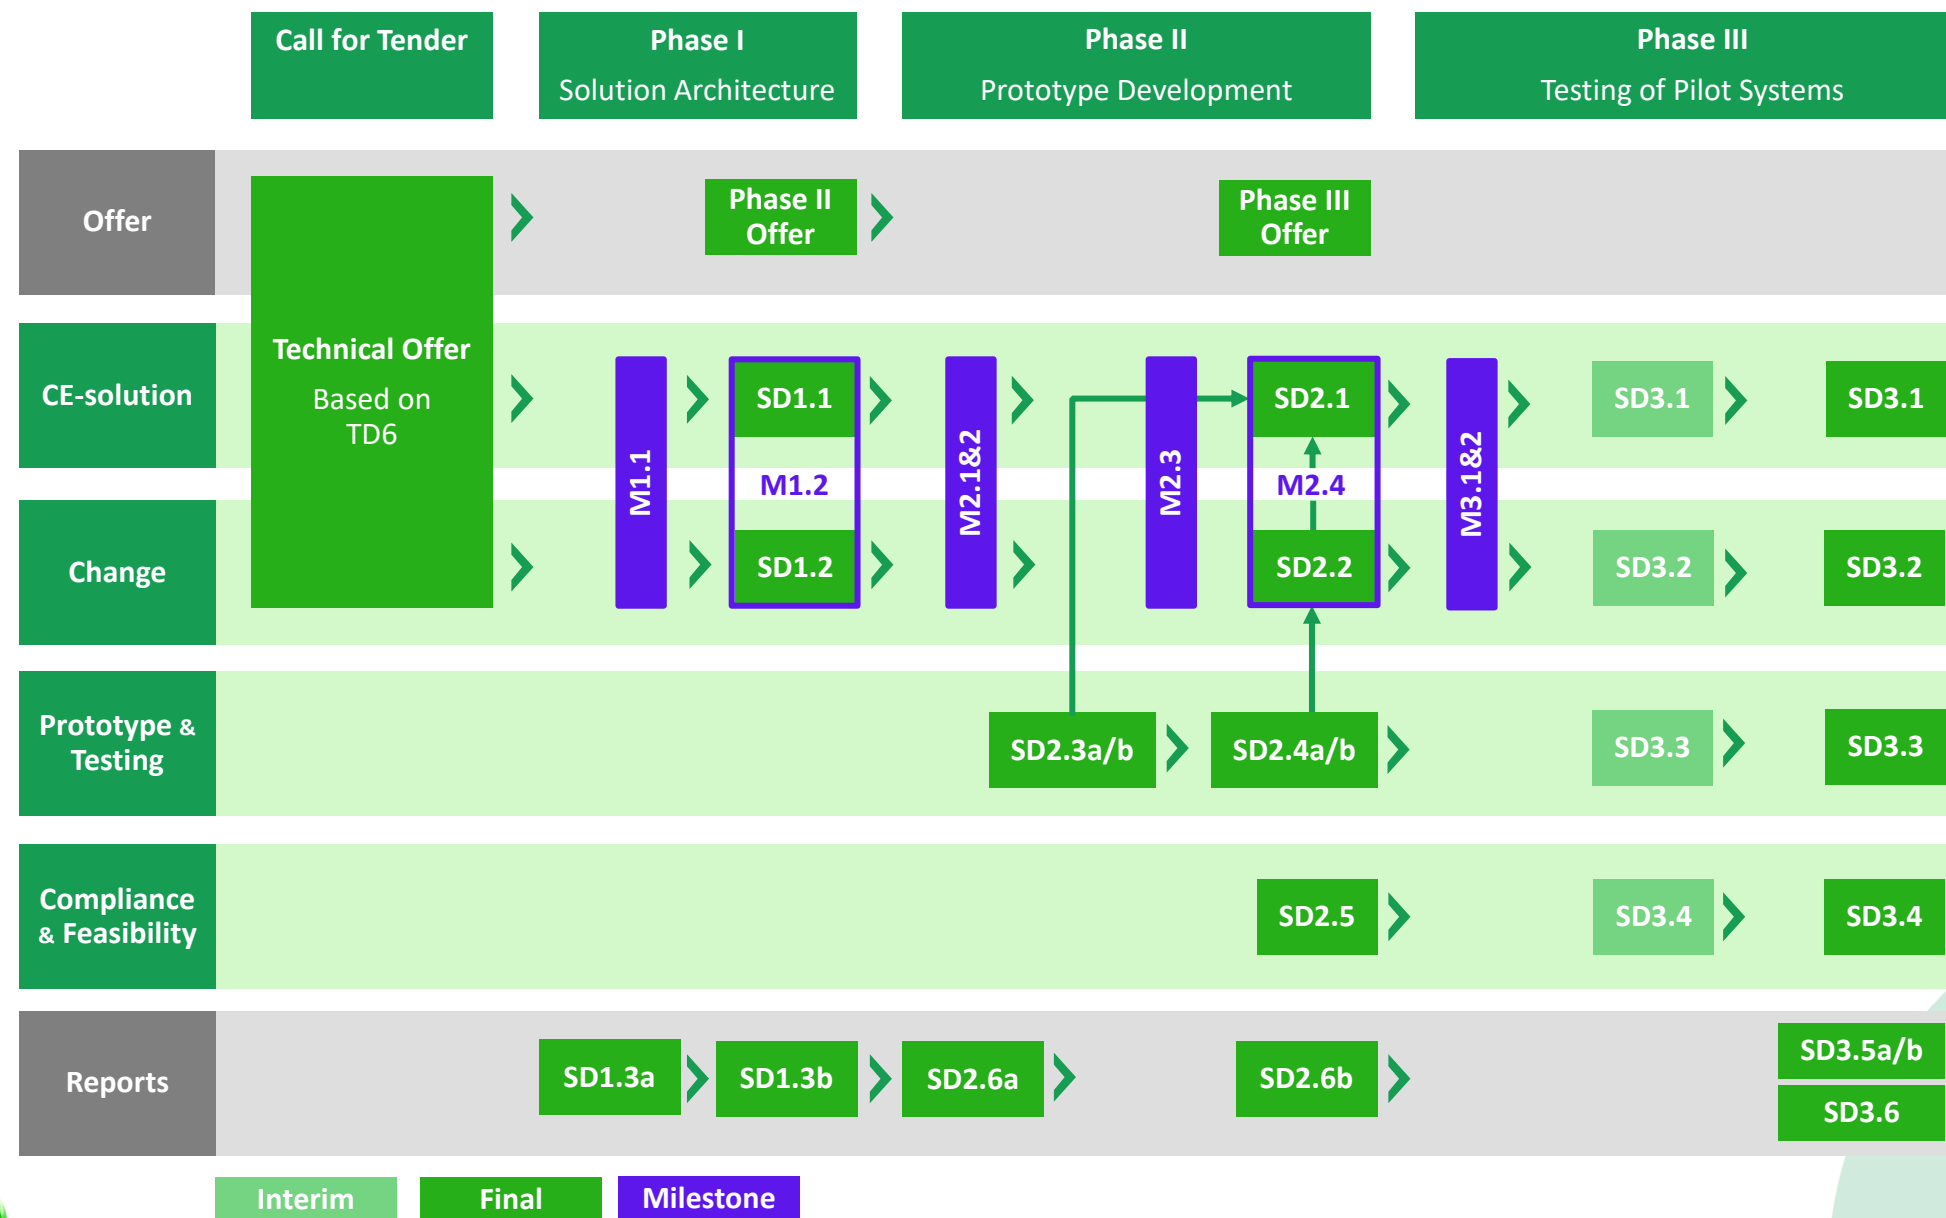 Call for Tender
Phase I
Solution Architecture
Phase II
Prototype Development
Phase III
Testing of Pilot Systems
Offer
Phase II
Offer
Phase III
Offer
Technical Offer
Based on
TD6
CE-solution
M1.1
SD1.1
M1.2
SD1.2
M2.1&2
M2.3
SD2.1
M2.4
SD2.2
M3.1&2
SD3.1
SD3.1
Change
SD3.2
SD3.2
Prototype &
Testing
SD2.3a/b
SD2.4a/b
SD3.3
SD3.3
Compliance
& Feasibility
SD2.5
SD3.4
SD3.4
Reports
SD1.3a
SD1.3b
SD2.6a
SD2.6b
SD3.5a/b
SD3.6
Interim
Final
Milestone